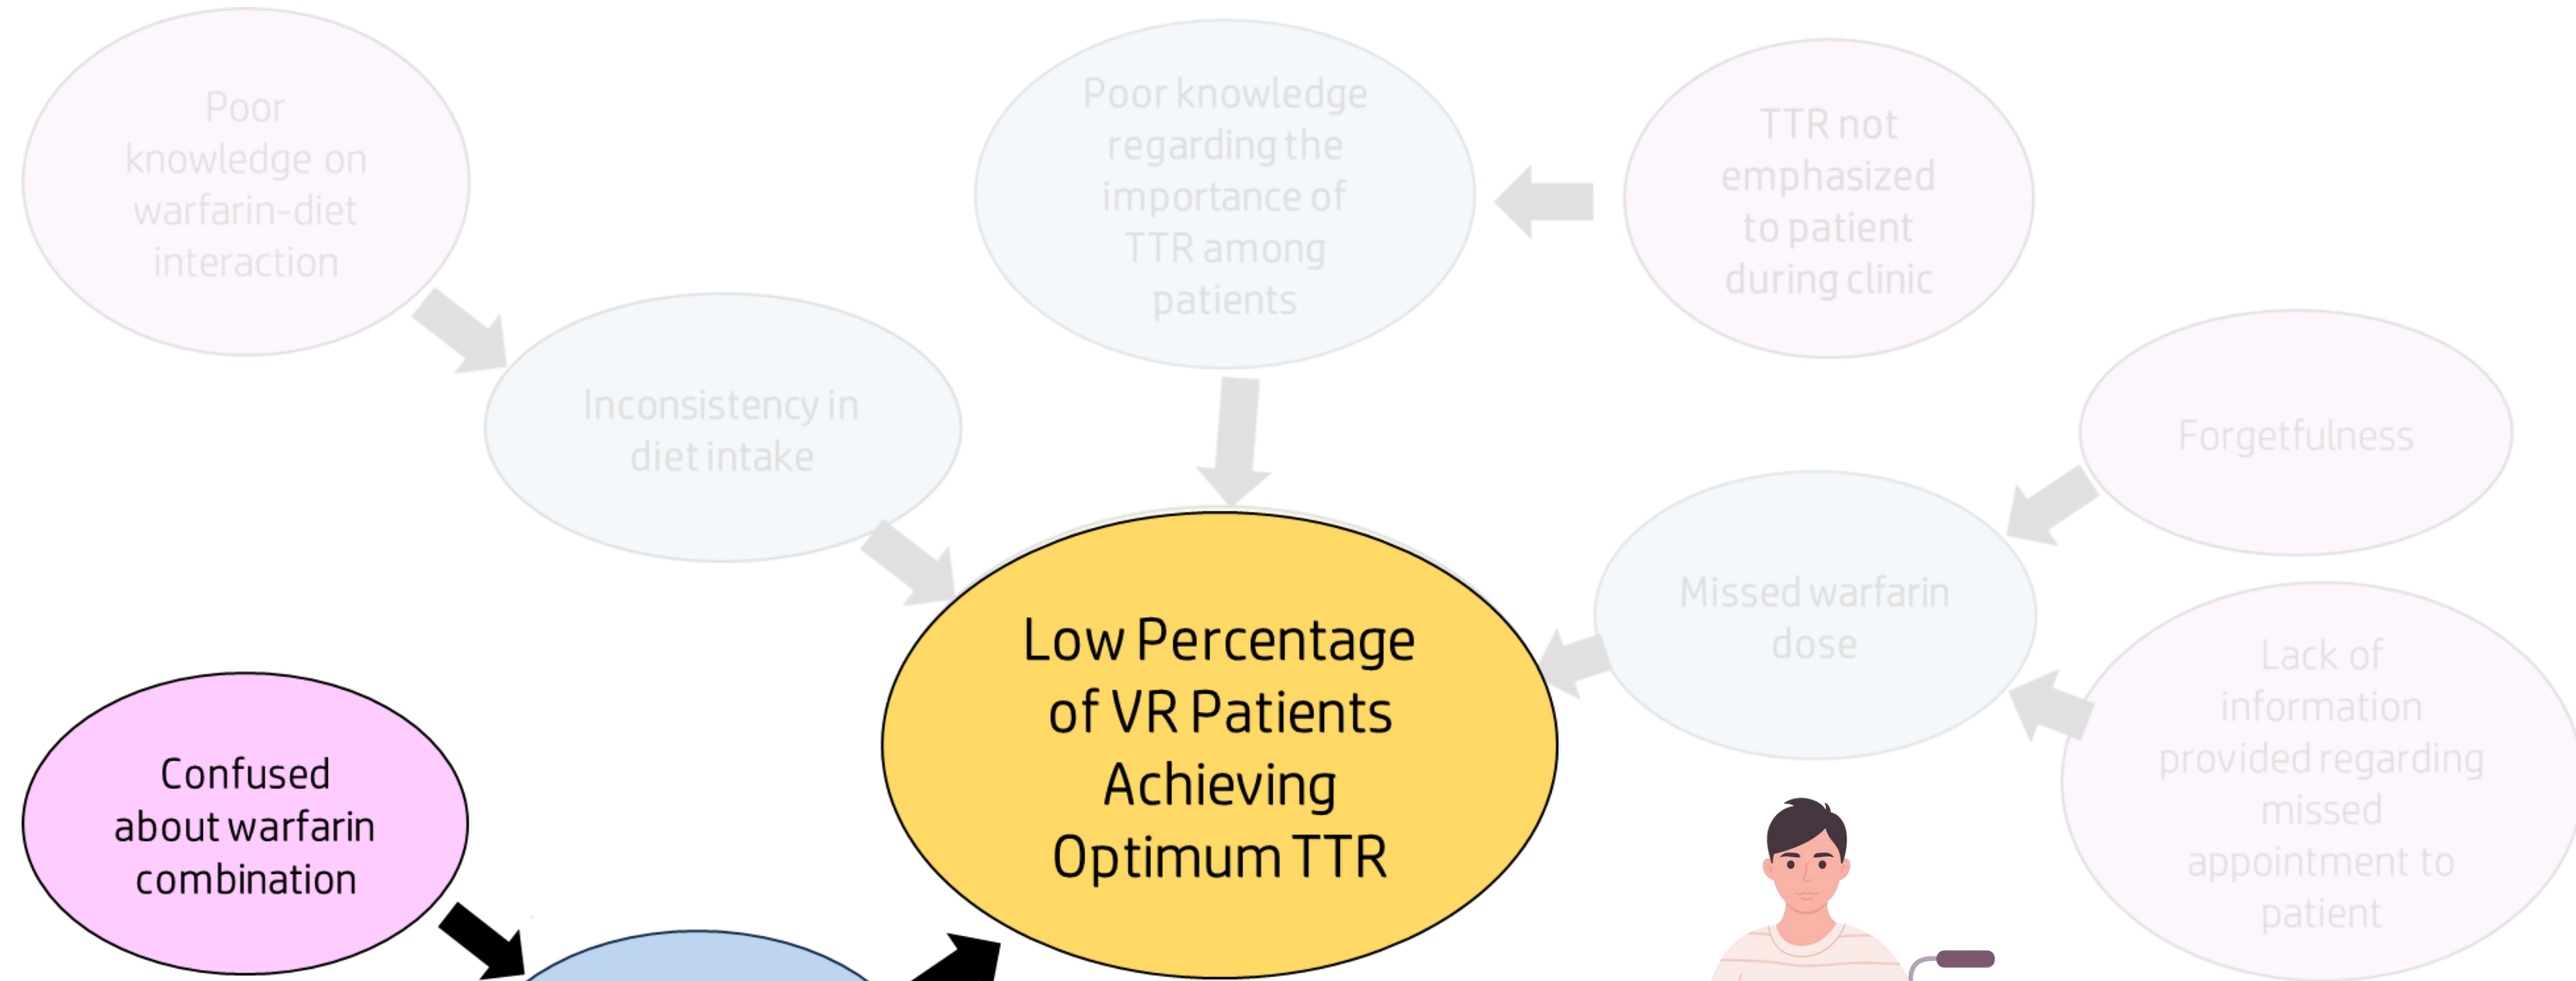 Poor
knowledge on
warfarin-diet
interaction
Poor knowledge
regarding the
importance of
TTR among
patients
TTR not
emphasized
to patient
during clinic
Inconsistency in
diet intake
Forgetfulness
Missed warfarin
dose
Low Percentage
of VR Patients
Achieving
Optimum TTR
Lack of
information
provided regarding
missed
appointment to
patient
Confused
about warfarin
combination